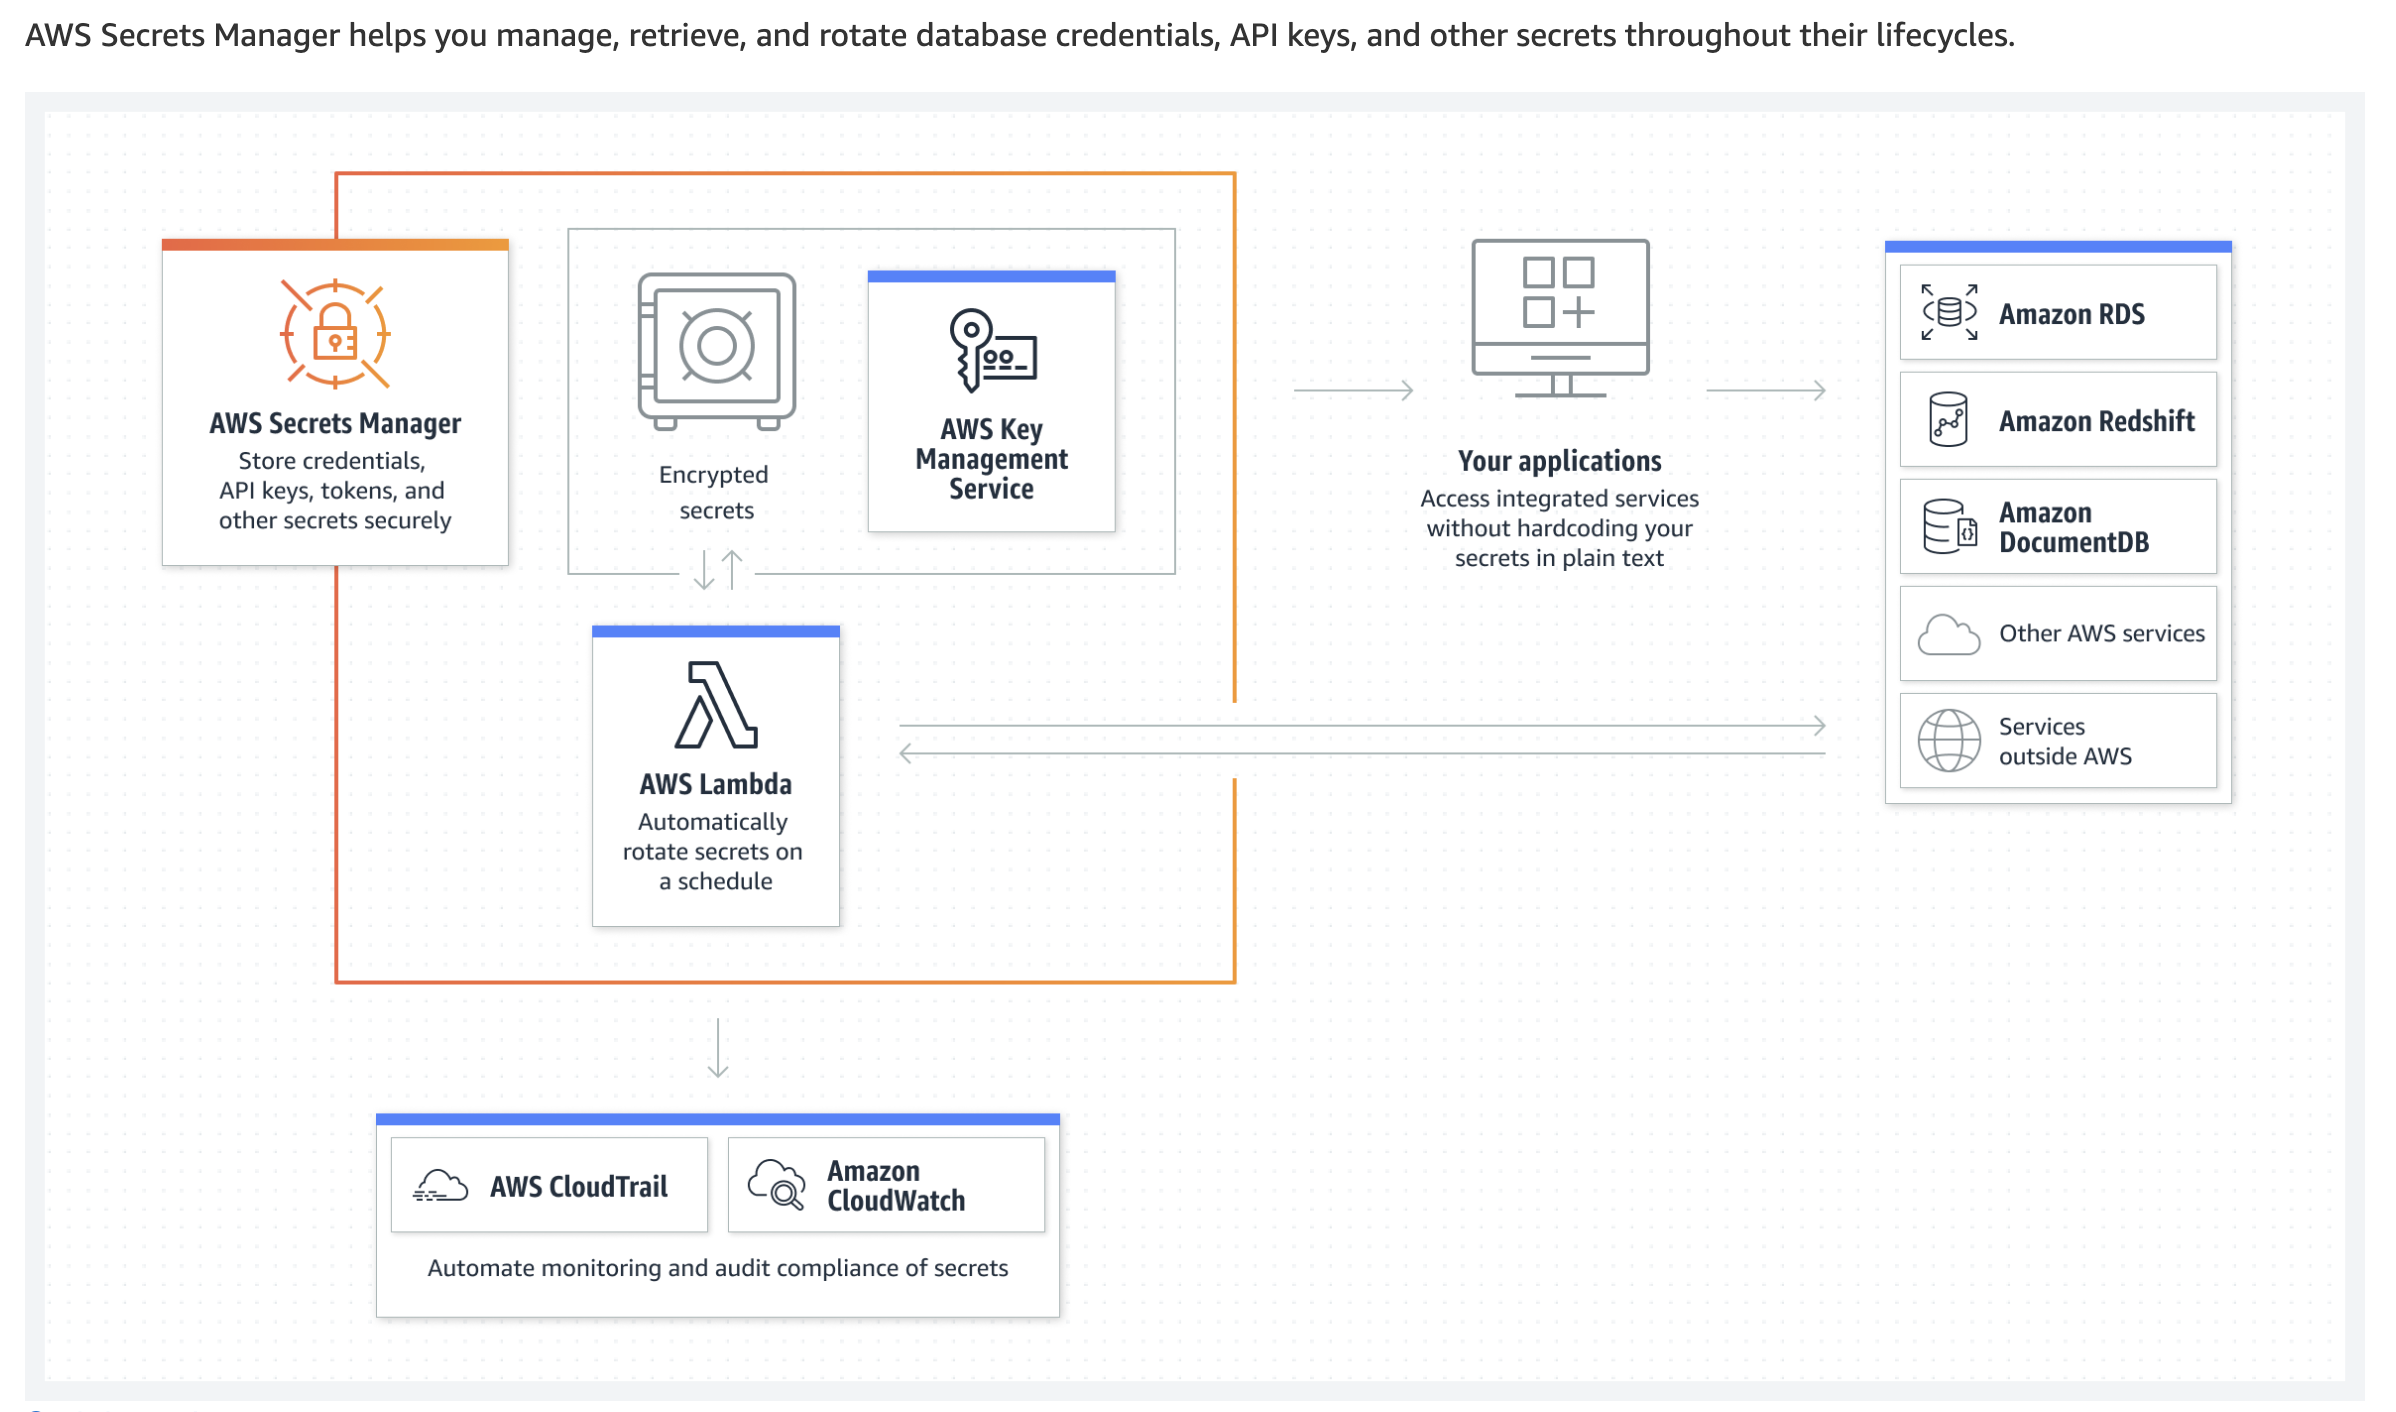 AWS Secrets Manager helps you manage, retrieve, and rotate database credentials, API keys, and other secrets throughout their lifecycles.
AWS Secrets Manager
Store credentials,
API keys, tokens, and
other secrets securely
Encrypted
secrets
AWS Key
Management
Service
AWS Lambda
Automatically
rotate secrets on
a schedule
Your applications
Access integrated services
without hardcoding your
secrets in plain text
Amazon RDS
Amazon Redshift
Amazon
DocumentDB
Other AWS services
Services
outside AWS
AWS CloudTrail
Amazon
CloudWatch
Automate monitoring and audit compliance of secrets